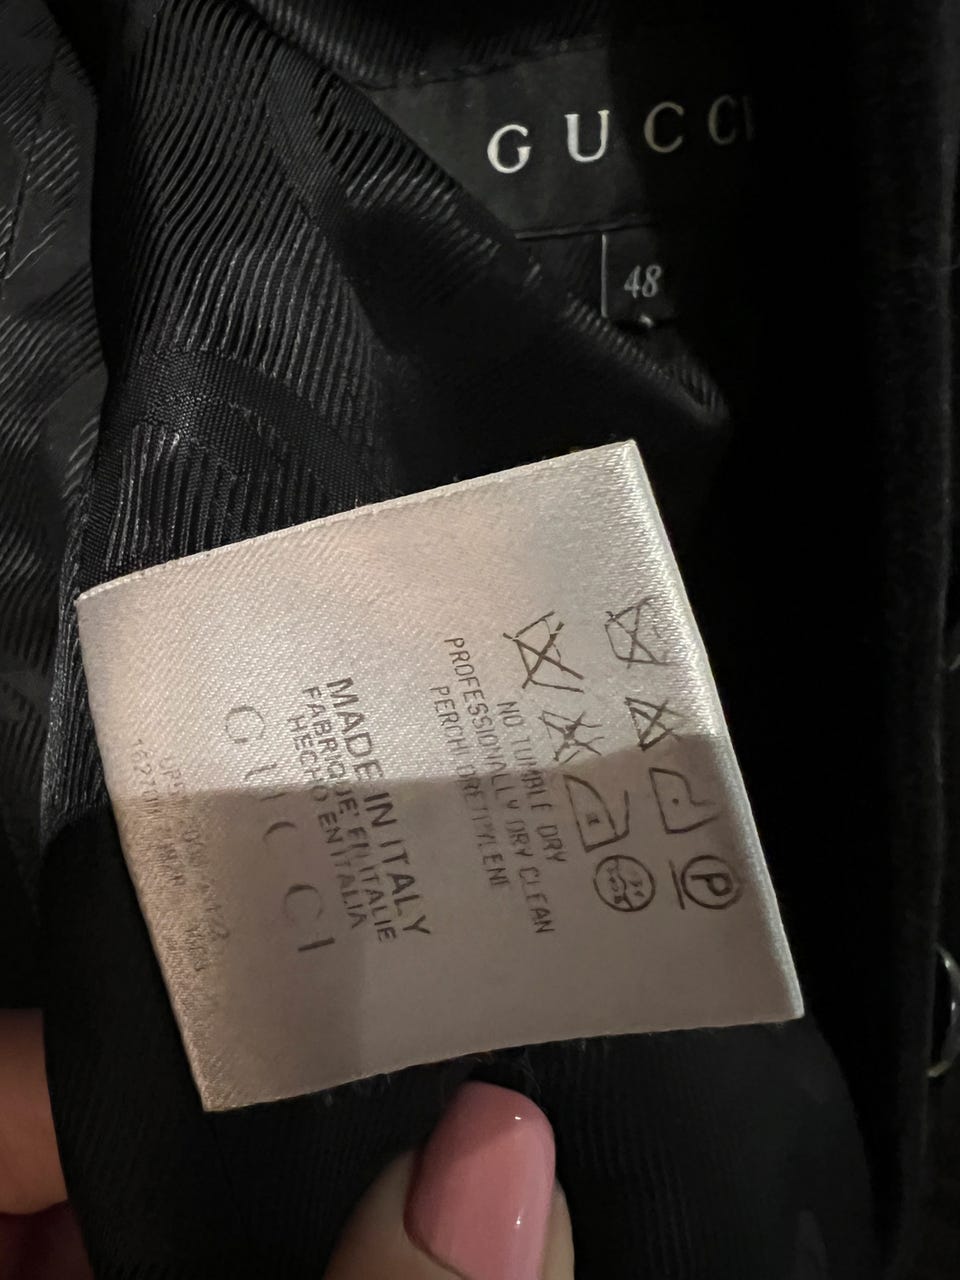 GUCCI
48
P
NO TUMBLE DRY
PROFESSIONALLY DRY CLEAN
PERCHLORETHYLENE
MADE IN ITALY
FABRIQUE' EN ITALIE
HECHO EN ITALIA
GUCCI